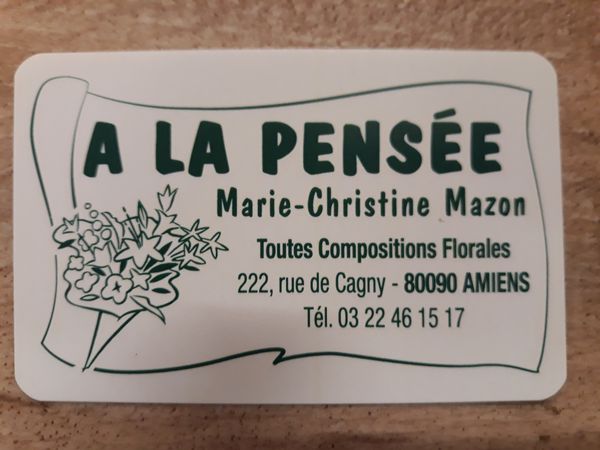 A LA PENSÉE
Marie-Christine Mazon
Toutes Compositions Florales
222, rue de Cagny - 80090 AMIENS
Tél. 03 22 46 15 17